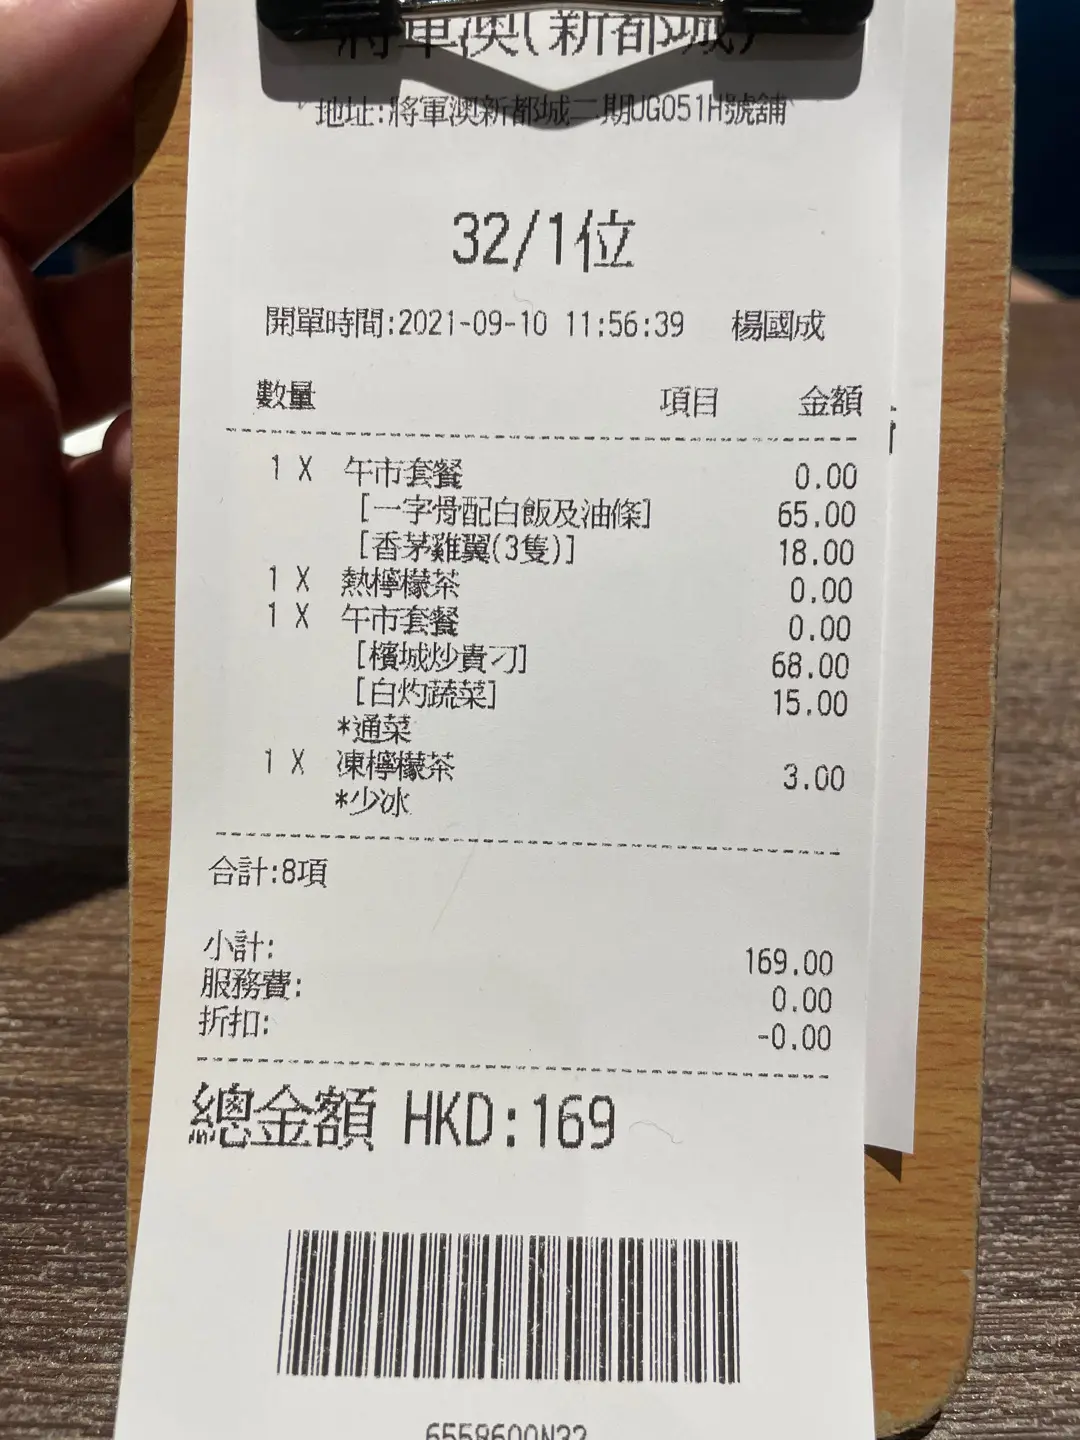 將軍澳(新都城)
地址:將軍澳新都城二期UG051H號舖
32/1位
開單時間:2021-09-10 11:56:39 楊國成
數量 項目 金額
1 X 午市套餐 0.00
[一字骨配白飯及油條] 65.00
[香茅雞翼(3隻)] 18.00
1 X 熱檸檬茶 0.00
1 X 午市套餐 0.00
[檳城炒貴刁] 68.00
[白灼蔬菜] 15.00
*通菜
1 X 凍檸檬茶 3.00
*少冰
合計:8項
小計: 169.00
服務費: 0.00
折扣: -0.00
總金額 HKD:169